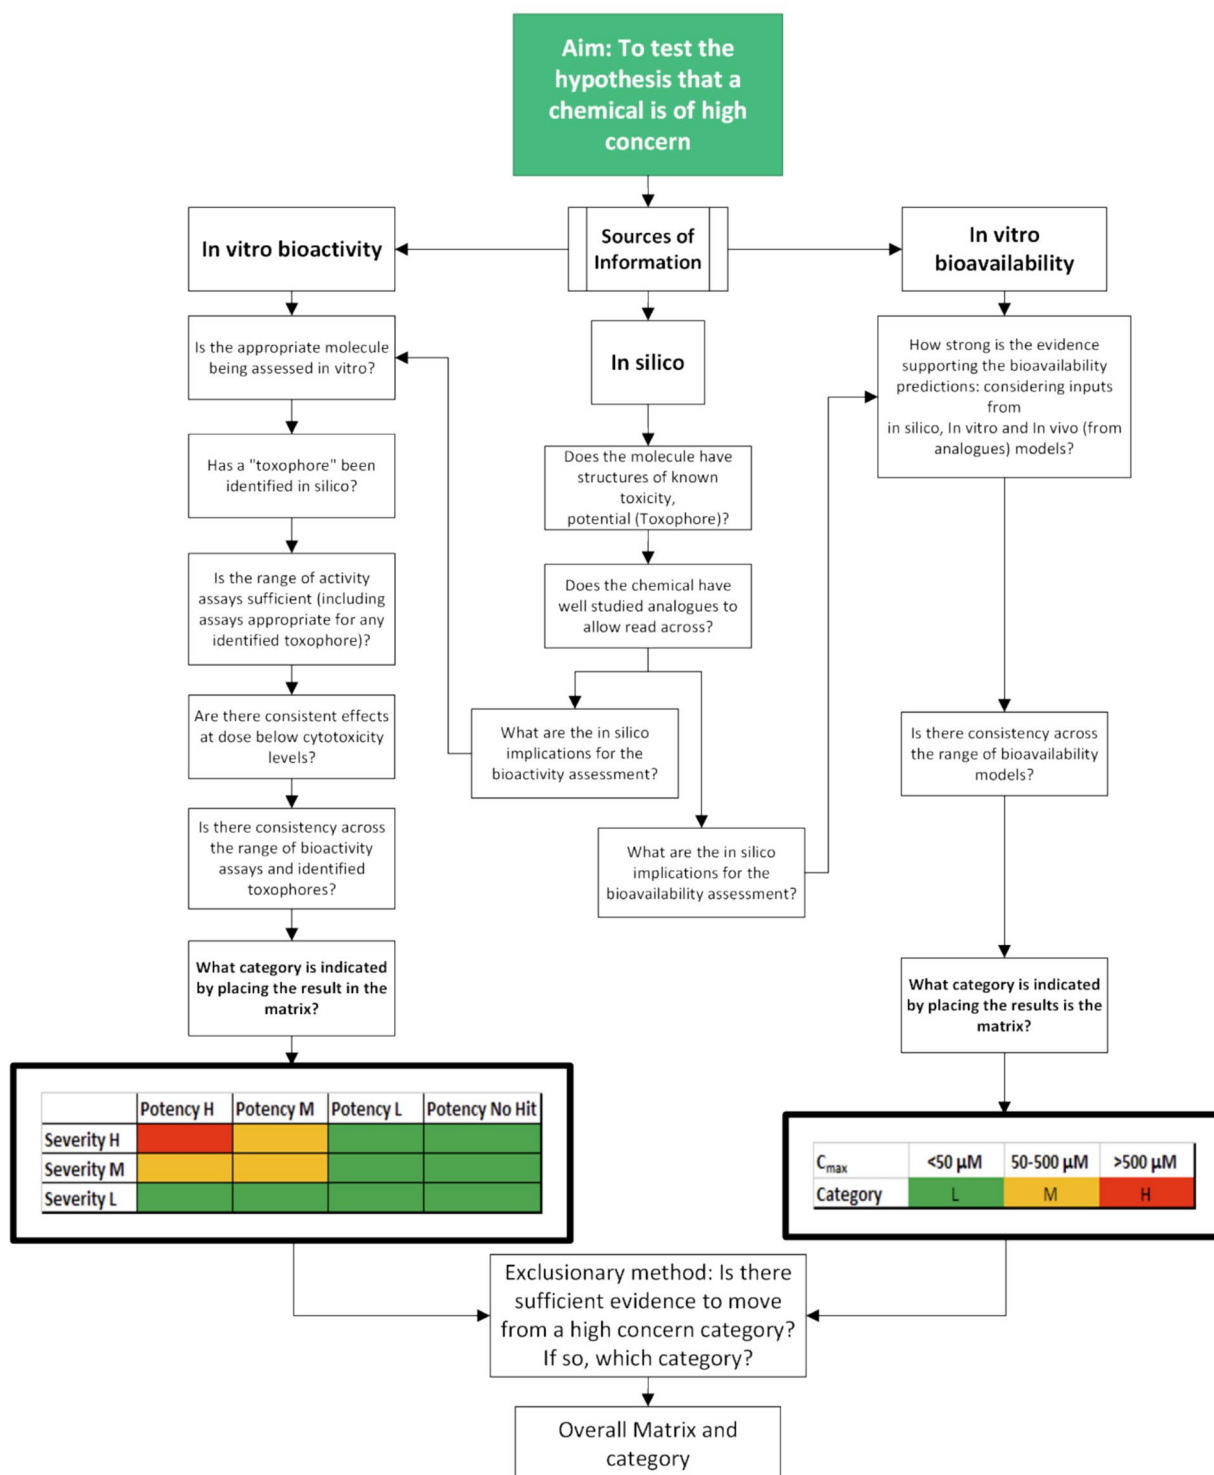 Aim: To test the
hypothesis that a
chemical is of high
concern
In vitro bioactivity
Sources of
Information
In vitro
bioavailability
Is the appropriate molecule
being assessed in vitro?
Has a "toxophore" been
identified in silico?
Is the range of activity
assays sufficient (including
assays appropriate for any
identified toxophore)?
Are there consistent effects
at dose below cytotoxicity
levels?
Is there consistency across
the range of bioactivity
assays and identified
toxophores?
What category is indicated
by placing the result in the
matrix?
In silico
Does the molecule have
structures of known
toxicity,
potential (Toxophore)?
Does the chemical have
well studied analogues to
allow read across?
What are the in silico
implications for the
bioactivity assessment?
What are the in silico
implications for the
bioavailability assessment?
How strong is the evidence
supporting the bioavailability
predictions: considering inputs
from
in silico, In vitro and In vivo (from
analogues) models?
Is there consistency across
the range of bioavailability
models?
What category is indicated
by placing the results is the
matrix?
Potency H Potency M Potency L Potency No Hit
Severity H
Severity M
Severity L
Cmax <50 µM 50-500 µM >500 µM
Category L M H
Exclusionary method: Is there
sufficient evidence to move
from a high concern category?
If so, which category?
Overall Matrix and
category